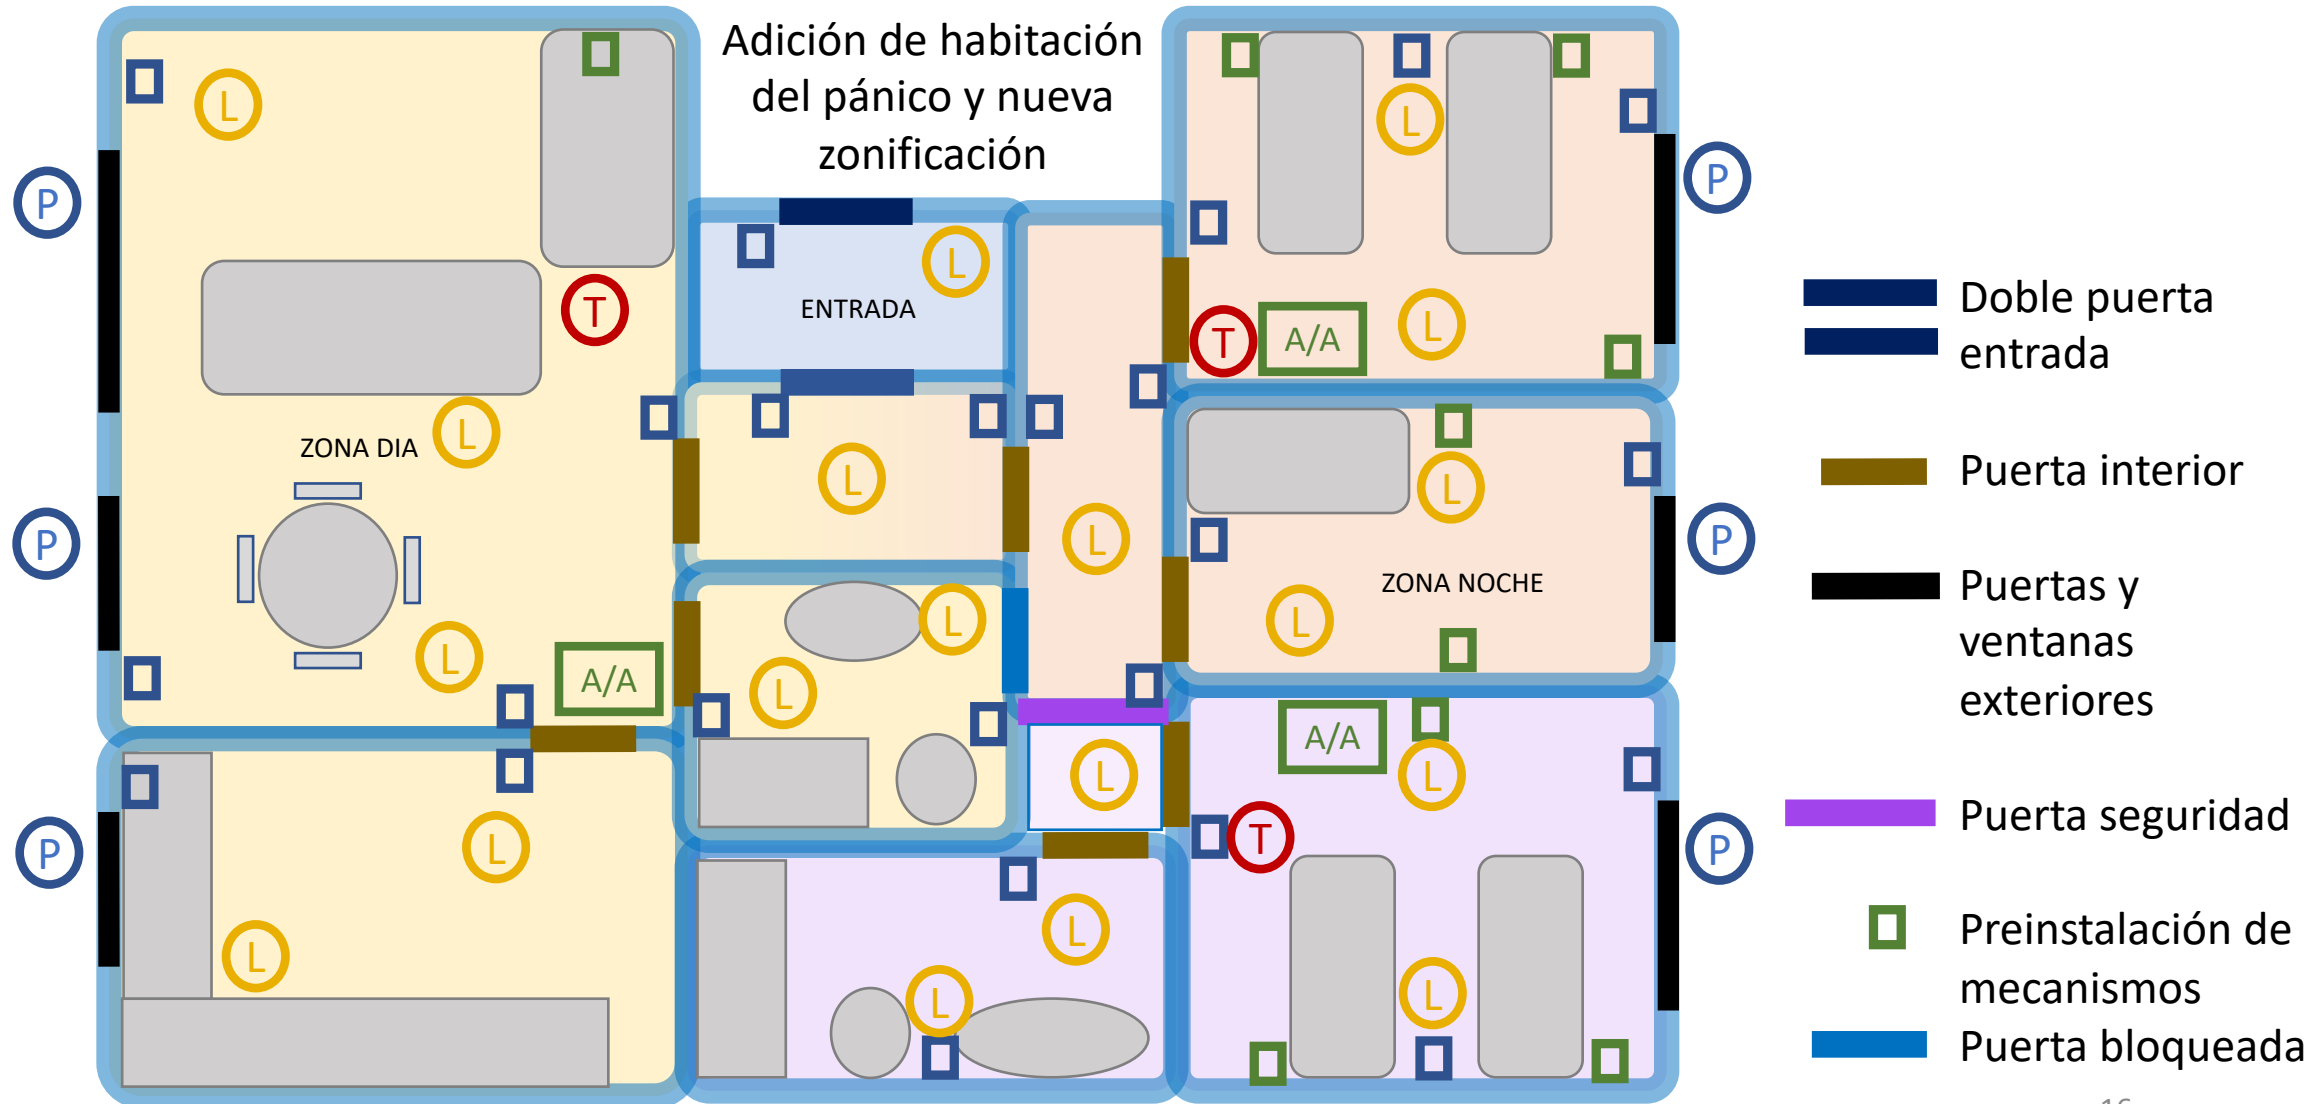 Adición de habitación
del pánico y nueva
zonificación
L
L
P
P
L
T
ENTRADA
L
T
A/A
L
Doble puerta
entrada
ZONA DIA
L
L
L
Puerta interior
P
L
P
ZONA NOCHE
L
L
L
A/A
L
Puertas y
ventanas
exteriores
A/A
L
L
Puerta seguridad
P
L
T
P
L
L
Preinstalación de
mecanismos
L
L
Puerta bloqueada